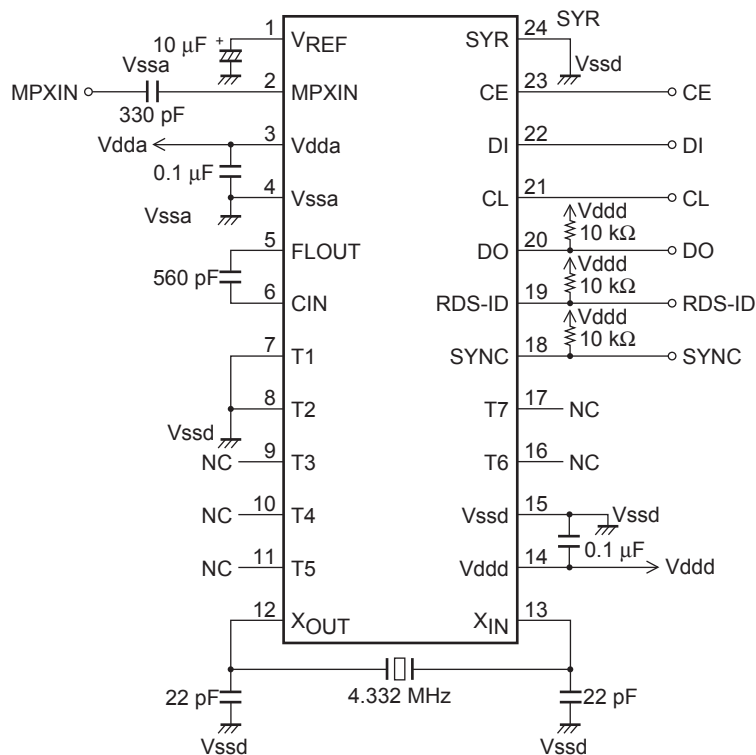 1 VREF SYR 24 SYR
10 µF +
Vssa Vssd
MPXIN 2 MPXIN CE 23 CE
330 pF
Vdda 3 Vdda DI 22 DI
0.1 µF
4 Vssa CL 21 CL
Vssa Vddd
10 kΩ
5 FLOUT DO 20 DO
560 pF Vddd
10 kΩ
6 CIN RDS-ID 19 RDS-ID
Vddd
10 kΩ
7 T1 SYNC 18 SYNC
8 T2 T7 17 NC
Vssd
NC 9 T3 T6 16 NC
NC 10 T4 Vssd 15 Vssd
0.1 µF
NC 11 T5 Vddd 14 Vddd
12 XOUT XIN 13
22 pF 4.332 MHz 22 pF
Vssd Vssd